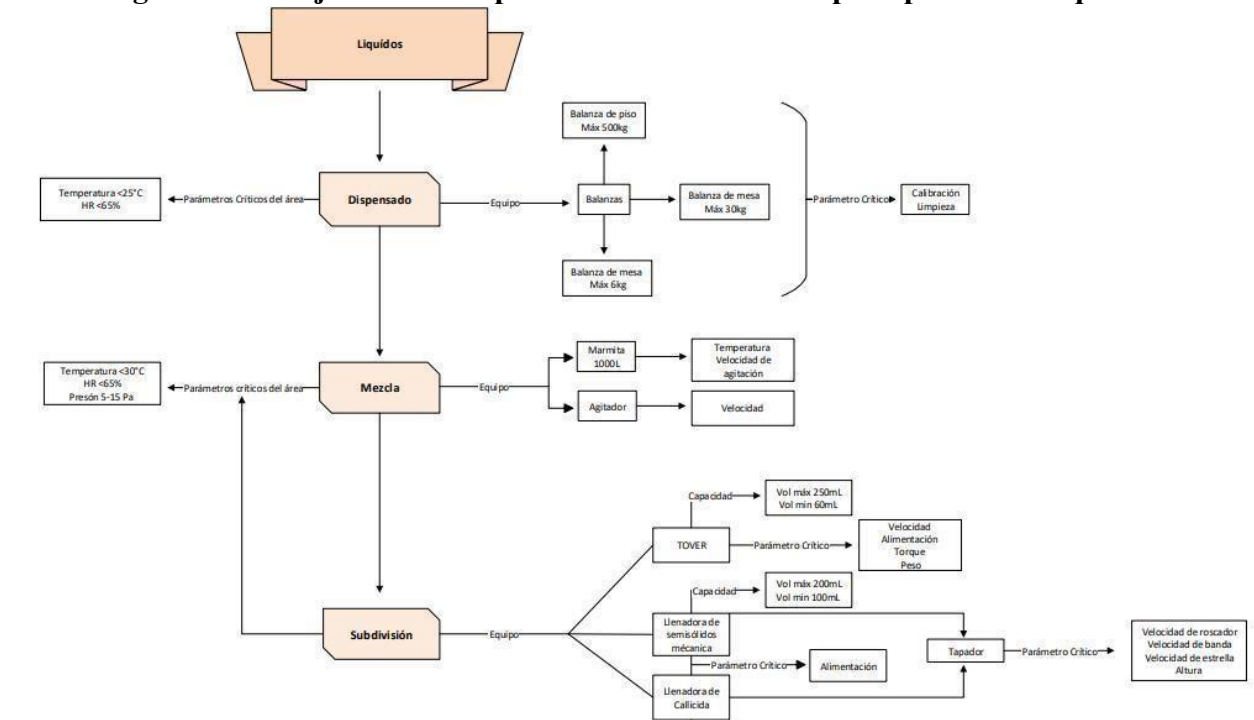 Liquídos
Balanza de piso
Máx 500kg
Temperatura <25°C
HR <65%
Parámetros Críticos del área
Dispensado
Equipo
Balanzas
Balanza de mesa
Máx 30kg
Parámetro Crítico
Calibración
Limpieza
Balanza de mesa
Máx 6kg
Temperatura <30°C
HR <65%
Presón 5-15 Pa
Parámetros críticos del área
Mezcla
Equipo
Marmita
1000L
Temperatura
Velocidad de
agitación
Agitador
Velocidad
Capacidad
Vol máx 250mL
Vol min 60mL
TOVER
Parámetro Crítico
Velocidad
Alimentación
Torque
Peso
Capacidad
Vol máx 200mL
Vol min 100mL
Subdivisión
Equipo
Llenadora de
semisólidos
mécanica
Tapador
Parámetro Crítico
Velocidad de roscador
Velocidad de banda
Velocidad de estrella
Altura
Parámetro Crítico
Alimentación
Llenadora de
Callicida